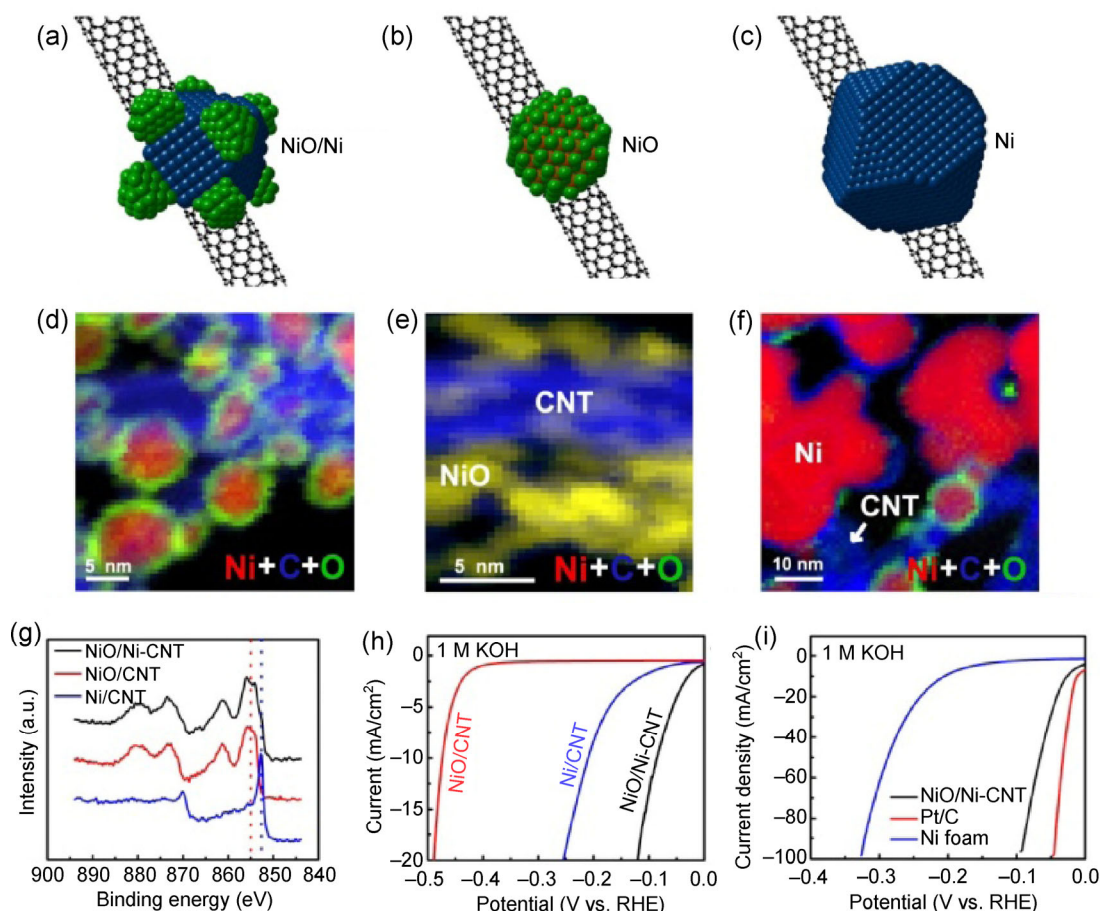 (a)
NiO/Ni
(b)
NiO
(c)
Ni
(d)
5 nm
Ni+C+O
(e)
CNT
NiO
5 nm
Ni+C+O
(f)
Ni
CNT
10 nm
Ni+C+O
(g)
NiO/Ni-CNT
NiO/CNT
Ni/CNT
Intensity (a.u.)
900 890 880 870 860 850 840
Binding energy (eV)
(h)
1 M KOH
0
−5
−10
−15
−20
Current (mA/cm²)
NiO/CNT
Ni/CNT
NiO/Ni-CNT
−0.5 −0.4 −0.3 −0.2 −0.1 0.0
Potential (V vs. RHE)
(i)
1 M KOH
0
−20
−40
−60
−80
−100
Current density (mA/cm²)
NiO/Ni-CNT
Pt/C
Ni foam
−0.4 −0.3 −0.2 −0.1 0.0
Potential (V vs. RHE)